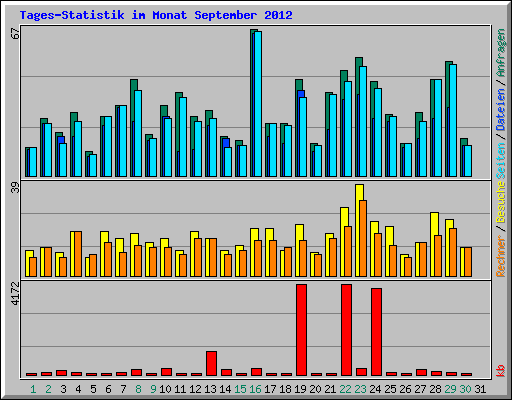 Tages-Statistik im Monat September 2012
67
39
4172
Rechner / Besuche Seiten / Dateien / Anfragen
kb
1 2 3 4 5 6 7 8 9 10 11 12 13 14 15 16 17 18 19 20 21 22 23 24 25 26 27 28 29 30 31